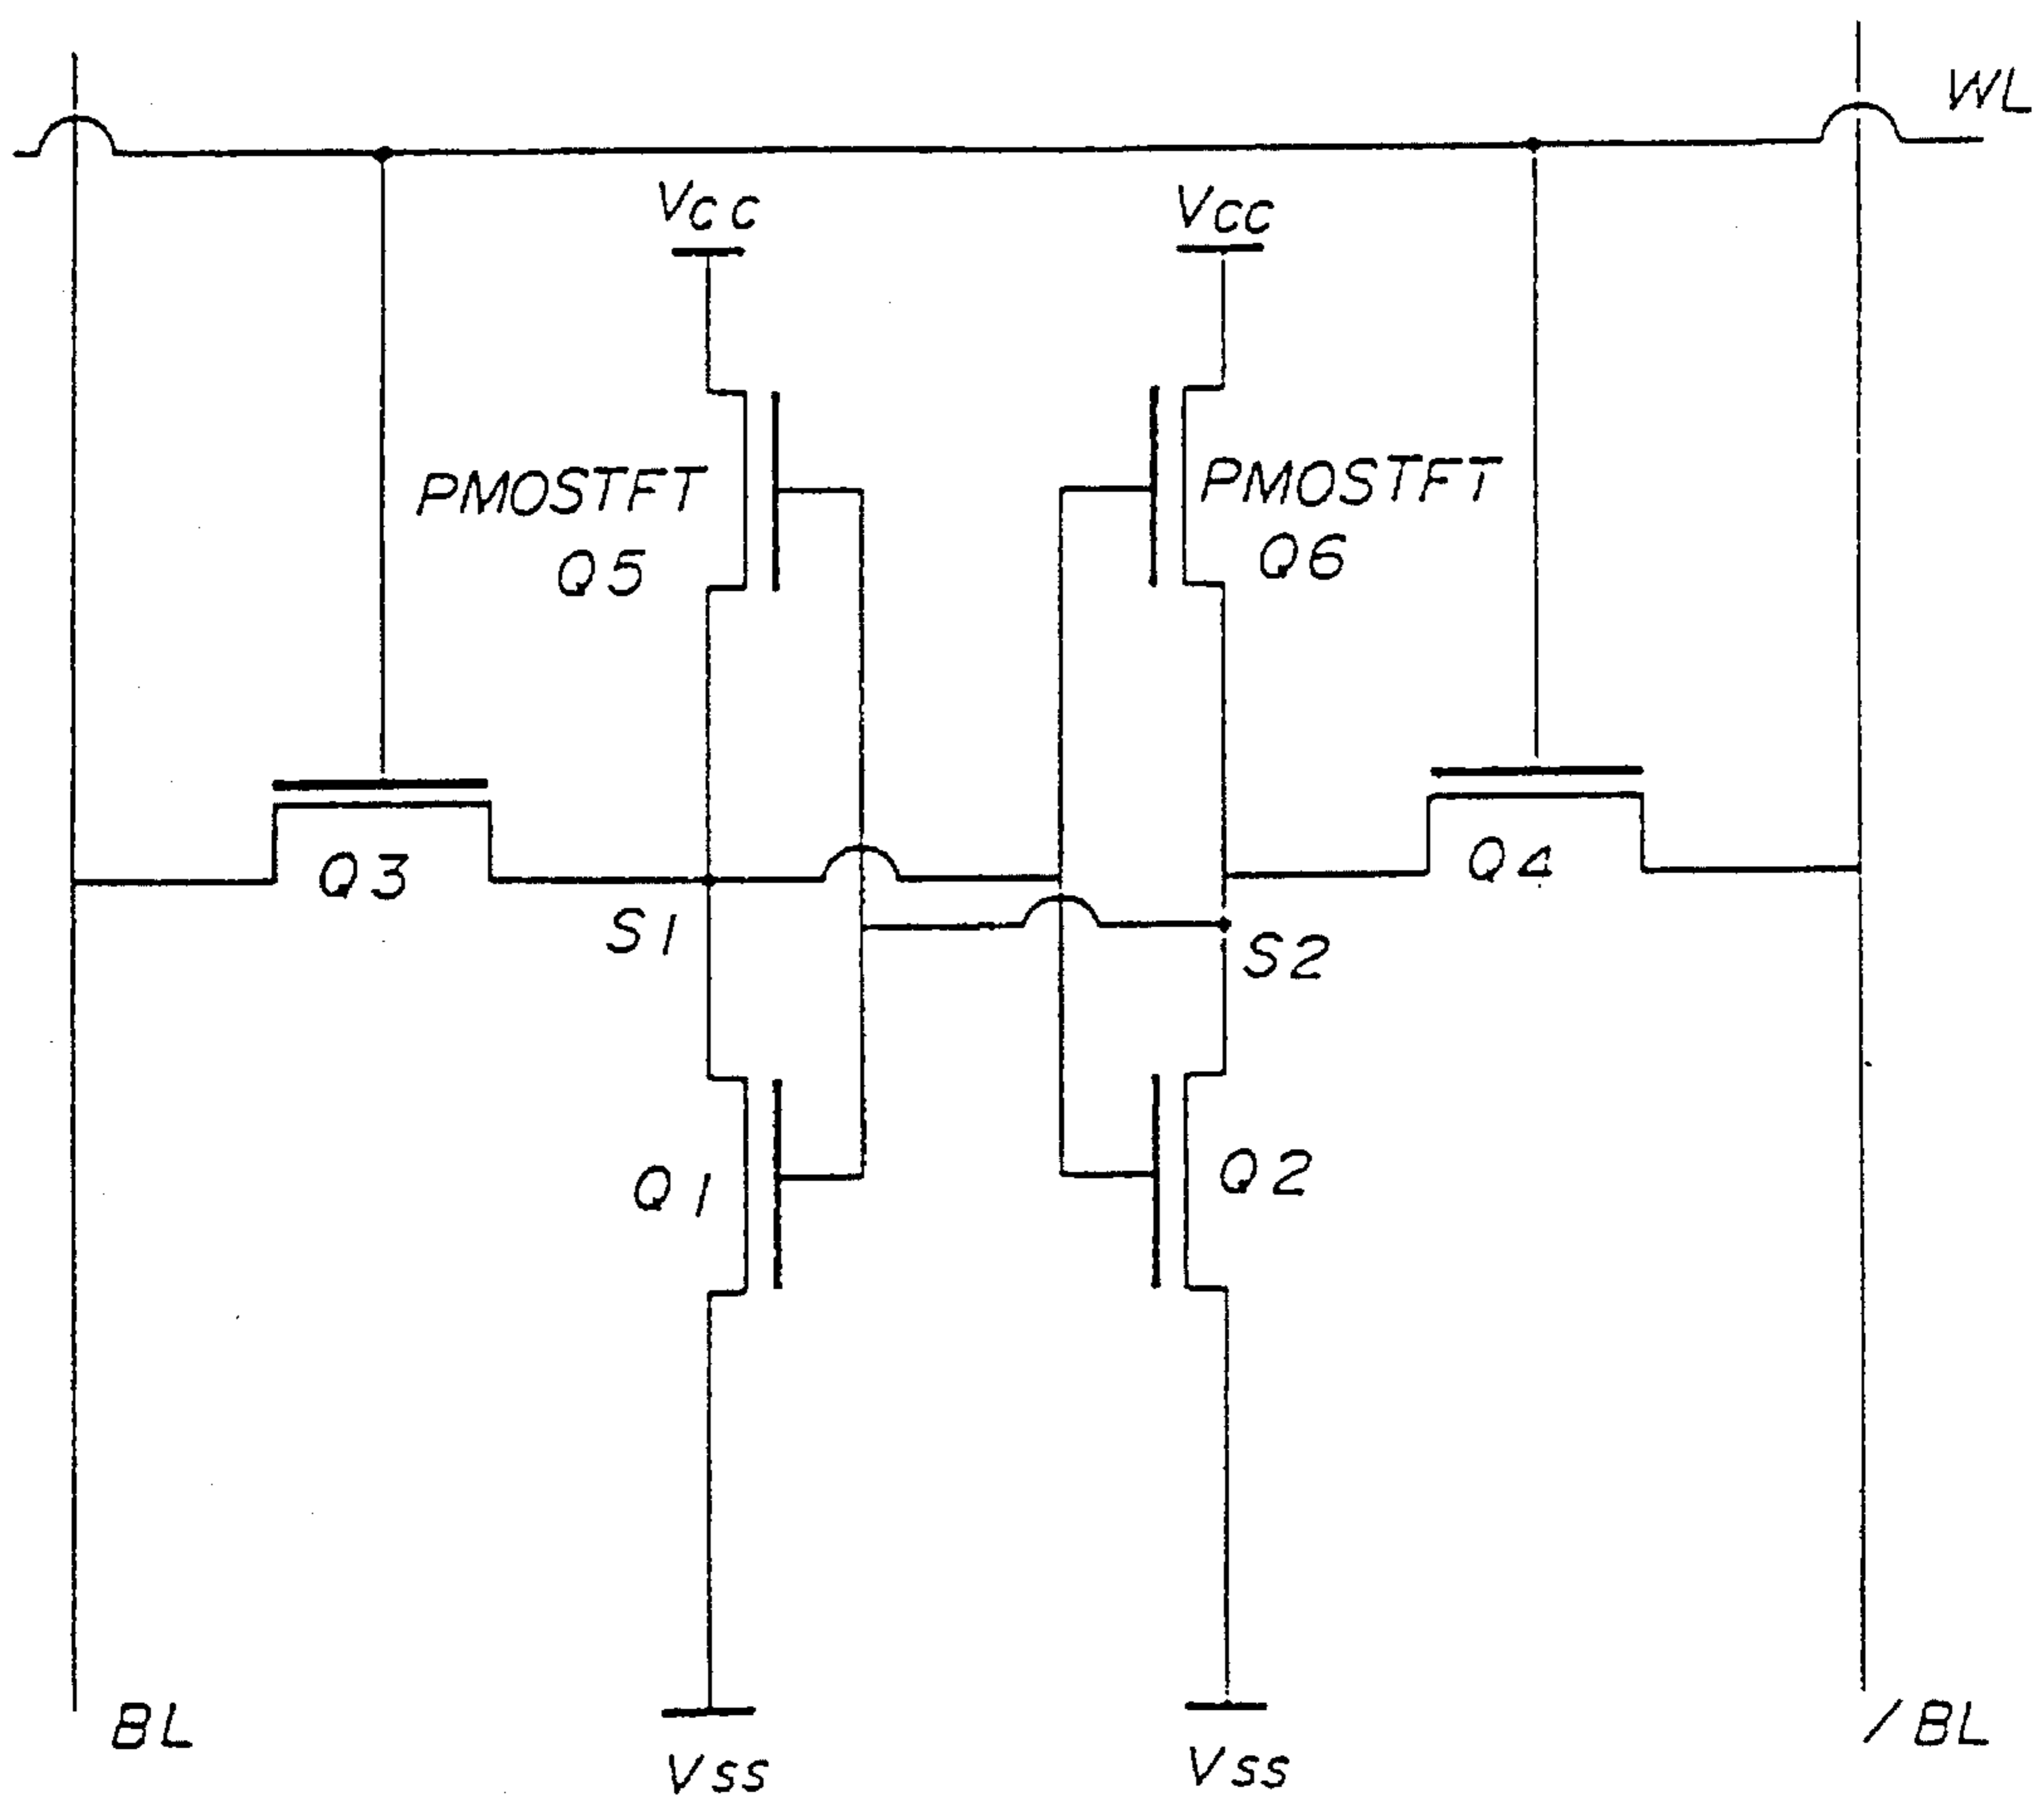 WL
Vcc
Vcc
PMOSTFT
Q5
PMOSTFT
Q6
Q3
Q4
S1
S2
Q1
Q2
BL
/BL
Vss
Vss